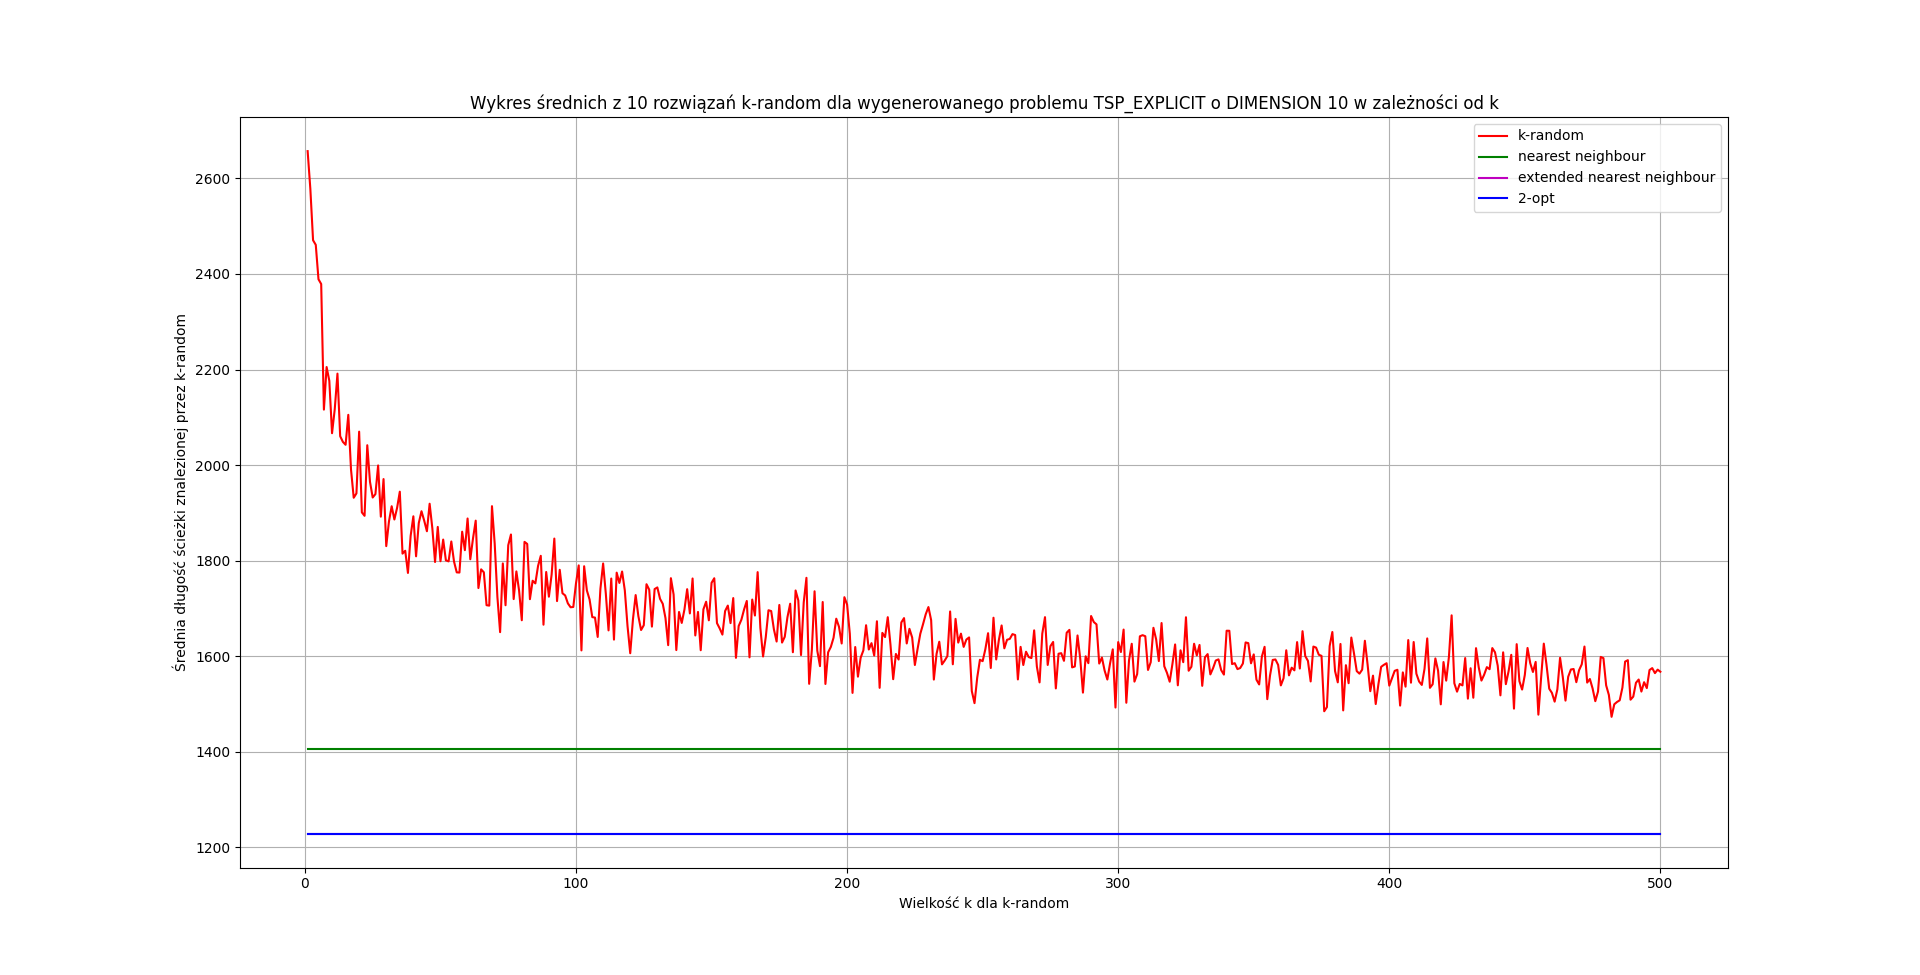 Wykres średnich z 10 rozwiązań k-random dla wygenerowanego problemu TSP_EXPLICIT o DIMENSION 10 w zależności od k
k-random
nearest neighbour
extended nearest neighbour
2-opt
Średnia długość ścieżki znalezionej przez k-random
2600
2400
2200
2000
1800
1600
1400
1200
0
100
200
300
400
500
Wielkość k dla k-random